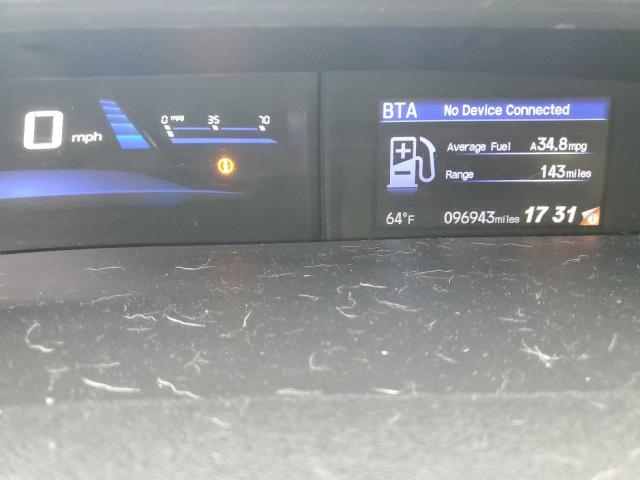 0 mph
0 mpg 35 70
BTA No Device Connected
Average Fuel A34.8mpg
Range 143miles
64°F 096943miles 17 31